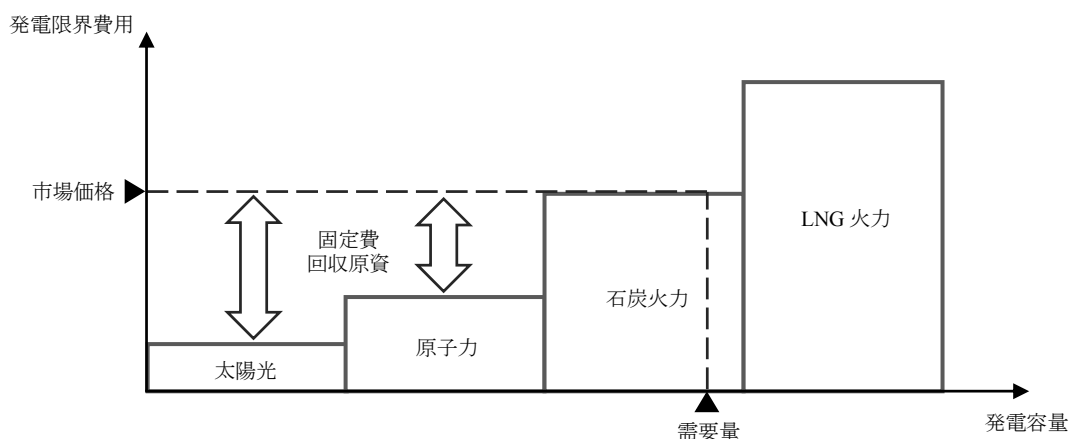 発電限界費用
市場価格
固定費
回収原資
太陽光
原子力
石炭火力
LNG 火力
需要量
発電容量